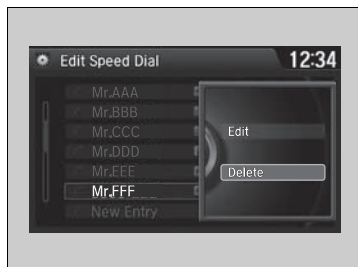 Edit Speed Dial
12:34
Mr.AAA
Mr.BBB
Mr.CCC
Mr.DDD
Mr.EEE
Mr.FFF
New Entry
Edit
Delete